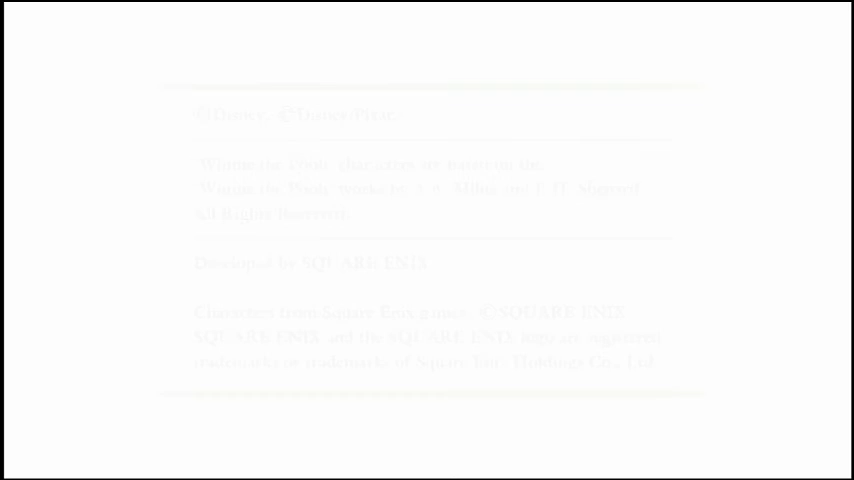 ©Disney. ©Disney/Pixar.
"Winnie the Pooh" characters are based on the
"Winnie the Pooh" works by A. A. Milne and E. H. Shepard
All Rights Reserved.
Developed by SQUARE ENIX
Characters from Square Enix games: © SQUARE ENIX
SQUARE ENIX and the SQUARE ENIX logo are registered
trademarks or trademarks of Square Enix Holdings Co., Ltd.